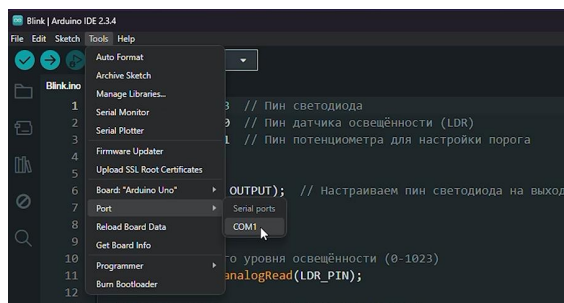 Blink | Arduino IDE 2.3.4
File Edit Sketch Tools Help
Auto Format
Archive Sketch
Manage Libraries...
Serial Monitor
Serial Plotter
Firmware Updater
Upload SSL Root Certificates
Board: "Arduino Uno"
Port
Reload Board Data
Get Board Info
Programmer
Burn Bootloader
Serial ports
COM1
Blink.ino
1 3 // Пин светодиода
2 0 // Пин датчика освещённости (LDR)
3 1 // Пин потенциометра для настройки порога
4
5
6 OUTPUT); // Настраиваем пин светодиода на выход
7
8
9
10 го уровня освещённости (0-1023)
11 analogRead(LDR_PIN);
12